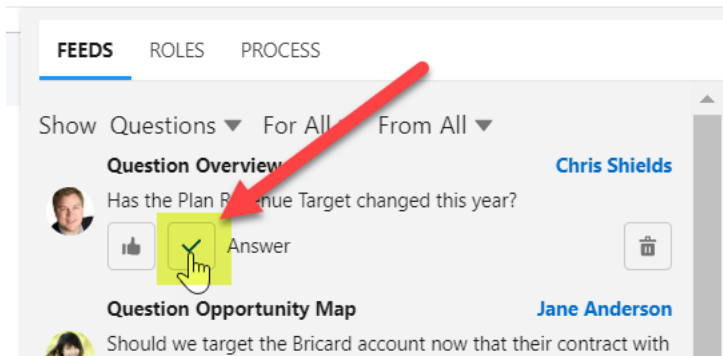 FEEDS ROLES PROCESS
Show Questions For All From All
Question Overview Chris Shields
Has the Plan Target changed this year?
Answer
Question Opportunity Map Jane Anderson
Should we target the Bricard account now that their contract with